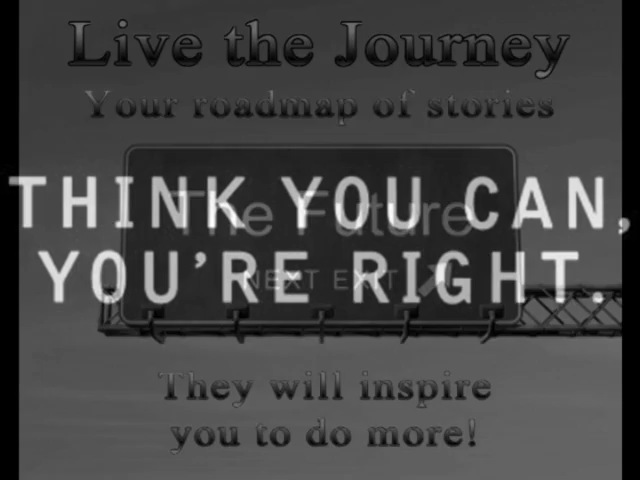 Live the Journey
Your roadmap of stories
THINK YOU CAN,
The Future
YOU'RE RIGHT.
NEXT EXIT
They will inspire
you to do more!